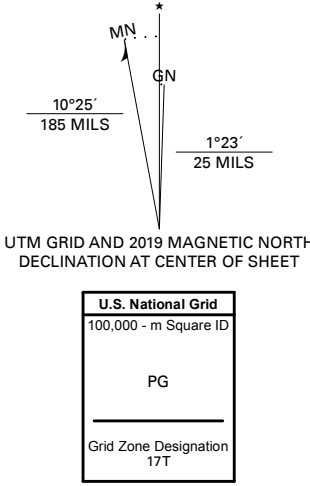 ★
MN
GN
10°25´
185 MILS
1°23´
25 MILS
UTM GRID AND 2019 MAGNETIC NORTH
DECLINATION AT CENTER OF SHEET
U.S. National Grid
100,000 - m Square ID
PG
Grid Zone Designation
17T